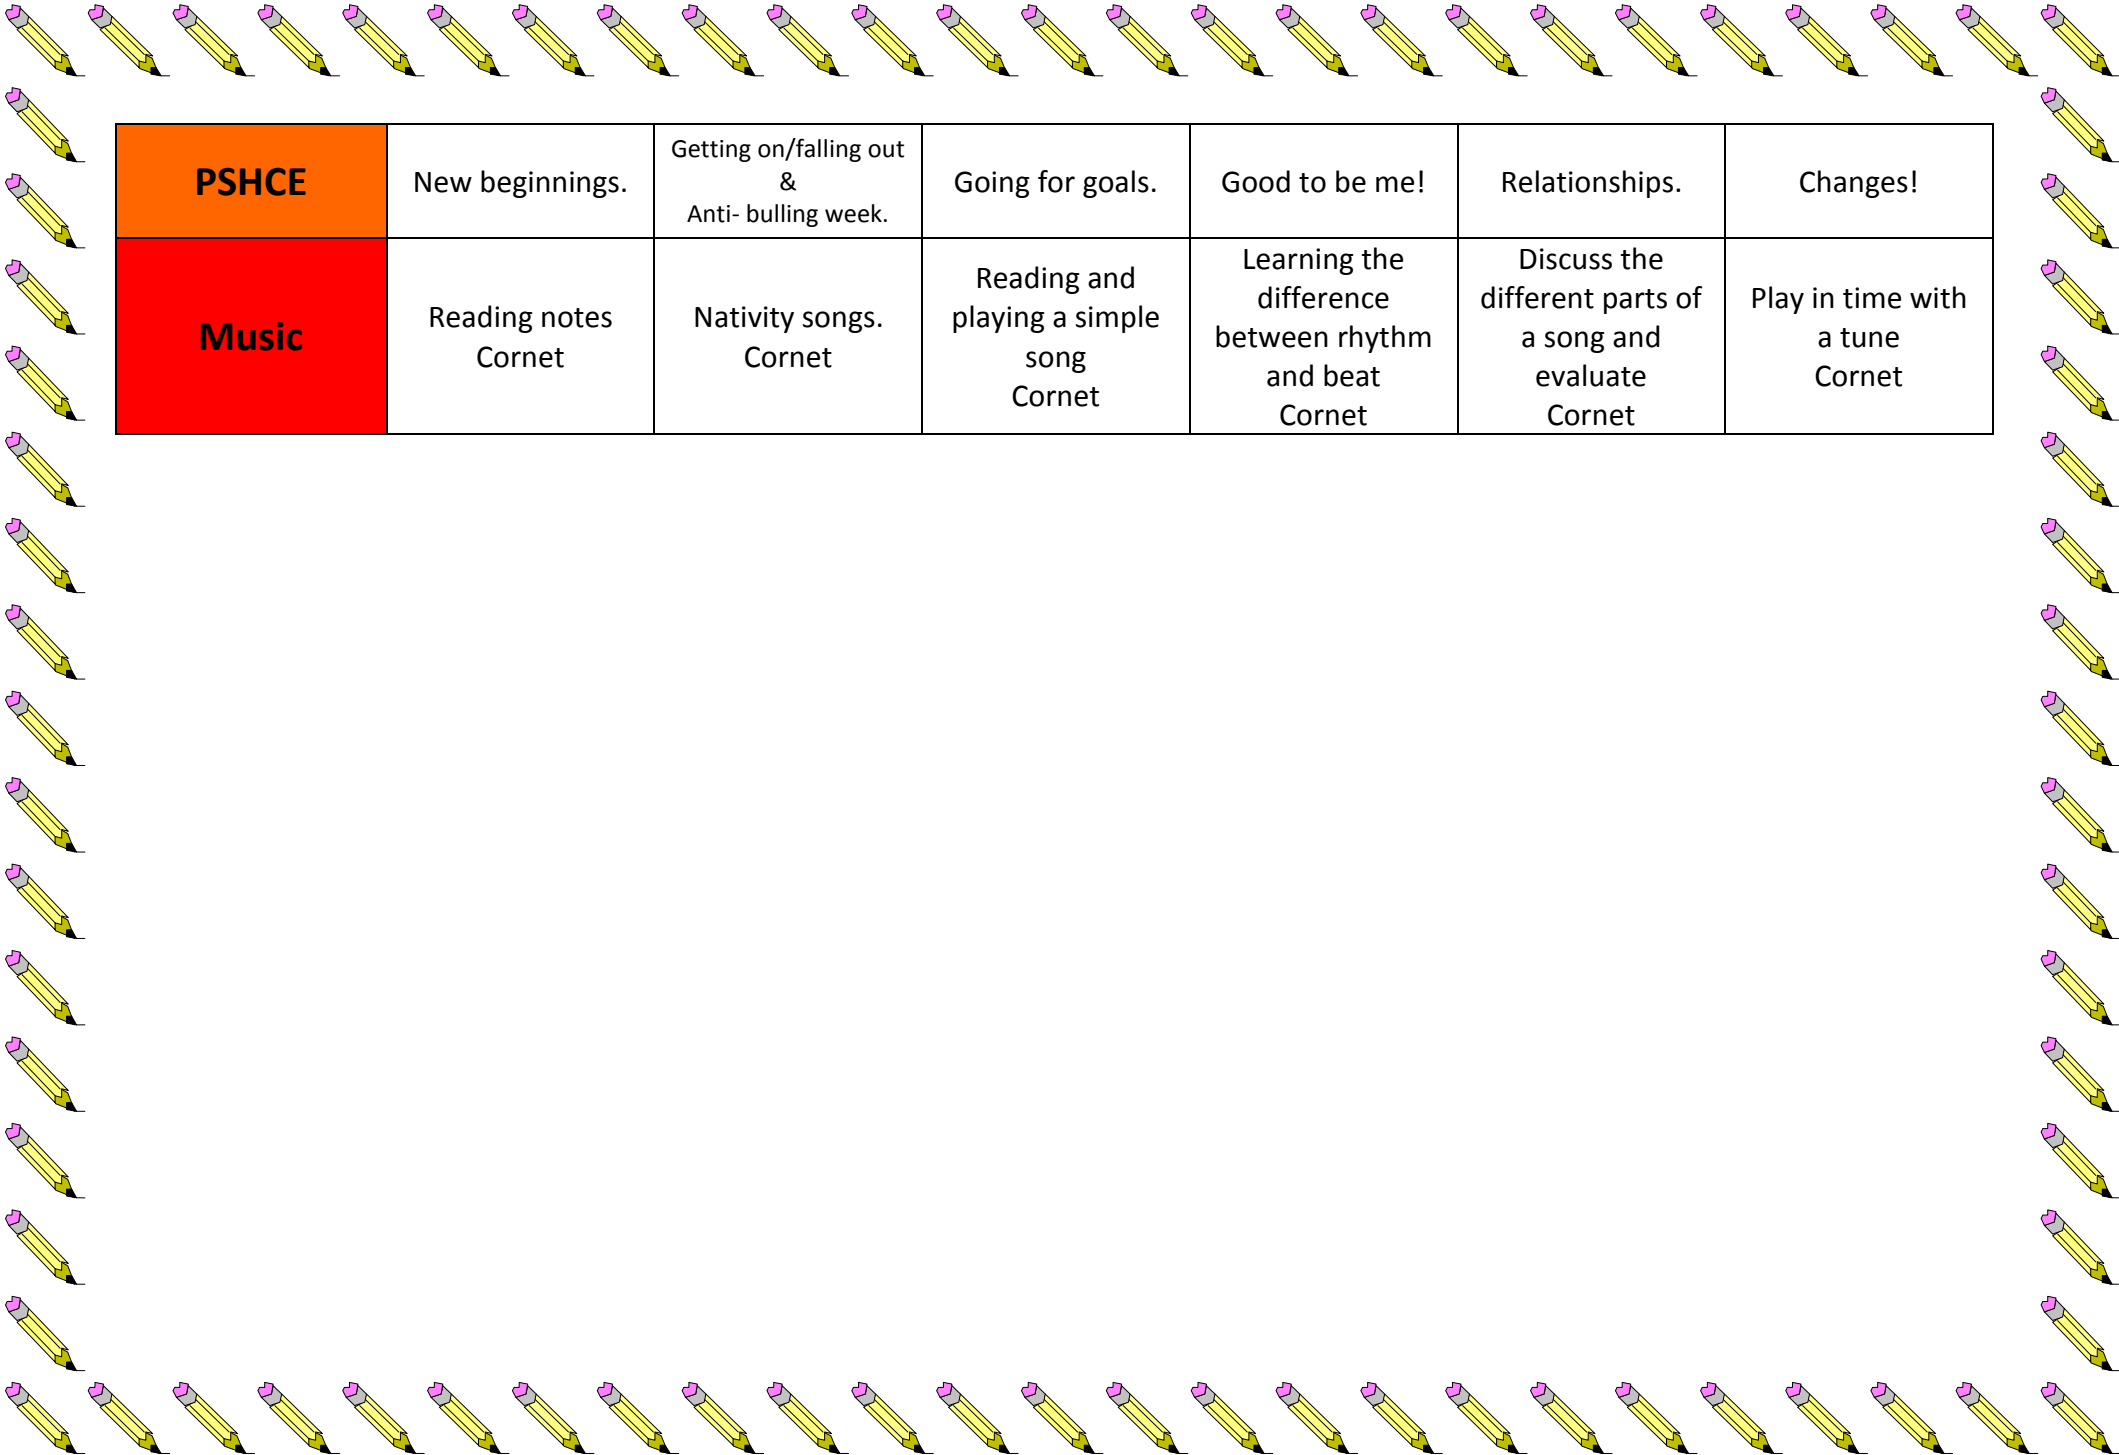 PSHCE
New beginnings.
Getting on/falling out
&
Anti- bulling week.
Going for goals.
Good to be me!
Relationships.
Changes!
Music
Reading notes
Cornet
Nativity songs.
Cornet
Reading and
playing a simple
song
Cornet
Learning the
difference
between rhythm
and beat
Cornet
Discuss the
different parts of
a song and
evaluate
Cornet
Play in time with
a tune
Cornet